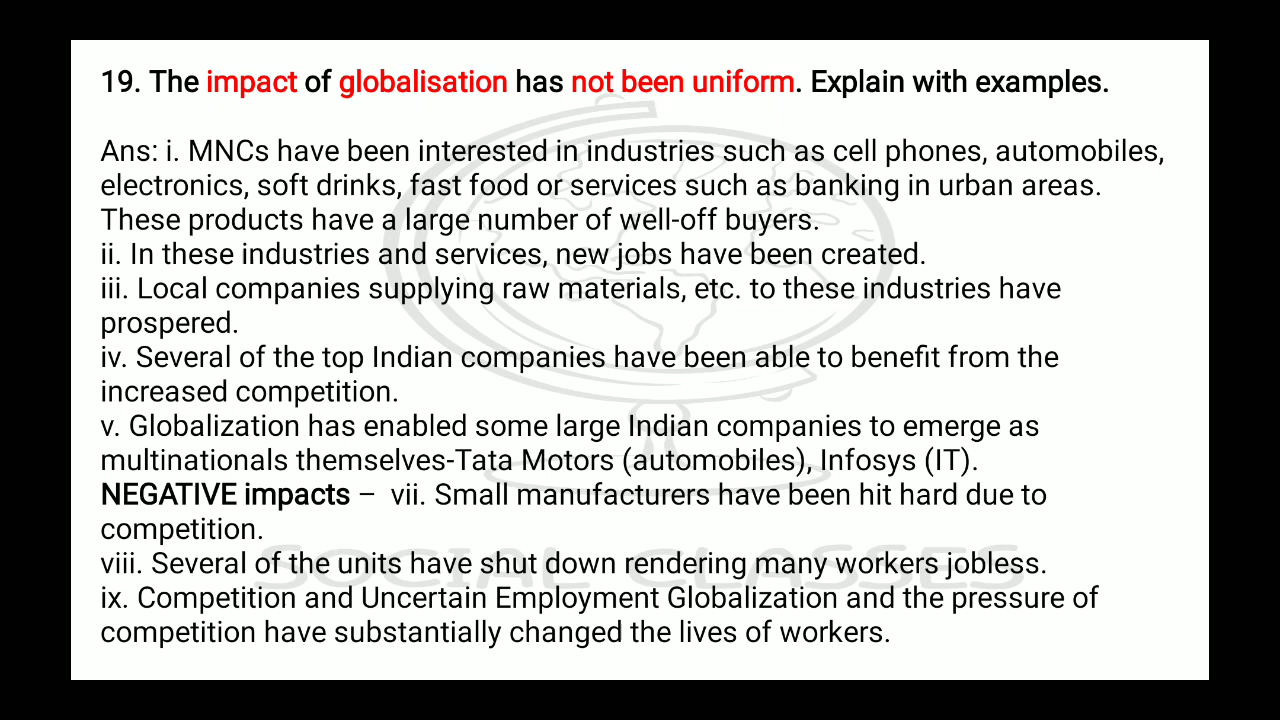 19. The impact of globalisation has not been uniform. Explain with examples.
Ans: i. MNCs have been interested in industries such as cell phones, automobiles,
electronics, soft drinks, fast food or services such as banking in urban areas.
These products have a large number of well-off buyers.
ii. In these industries and services, new jobs have been created.
iii. Local companies supplying raw materials, etc. to these industries have
prospered.
iv. Several of the top Indian companies have been able to benefit from the
increased competition.
v. Globalization has enabled some large Indian companies to emerge as
multinationals themselves-Tata Motors (automobiles), Infosys (IT).
NEGATIVE impacts – vii. Small manufacturers have been hit hard due to
competition.
viii. Several of the units have shut down rendering many workers jobless.
SOCIAL CLASSES
ix. Competition and Uncertain Employment Globalization and the pressure of
competition have substantially changed the lives of workers.